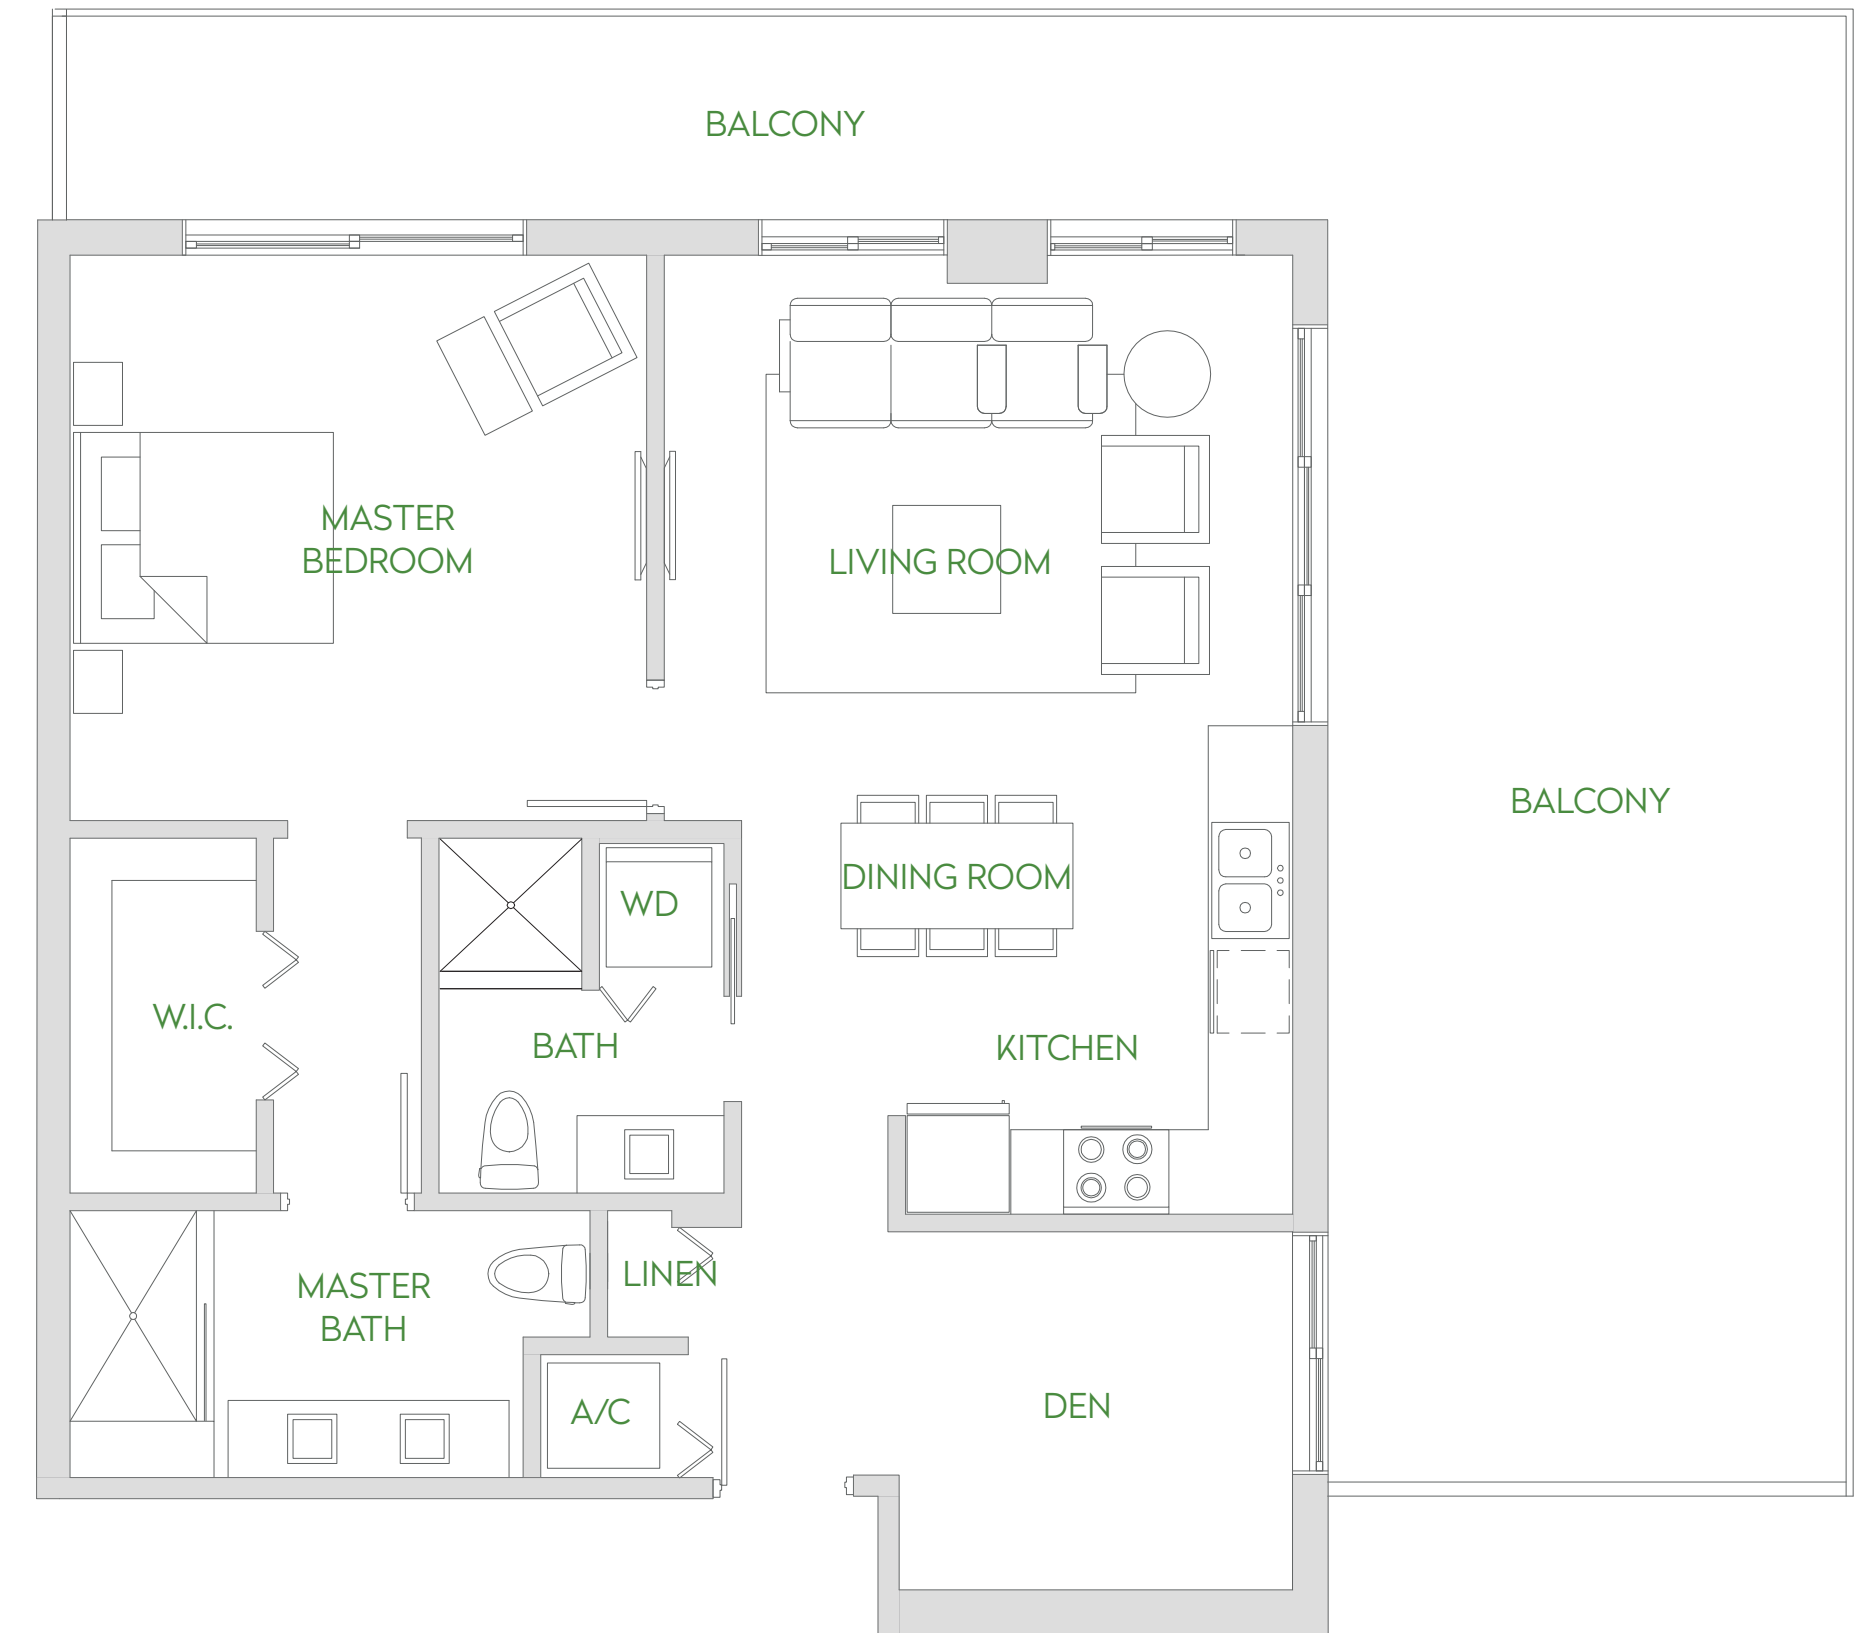 BALCONY
MASTER
BEDROOM
LIVING ROOM
BALCONY
DINING ROOM
WD
W.I.C.
BATH
KITCHEN
MASTER
BATH
LINEN
A/C
DEN